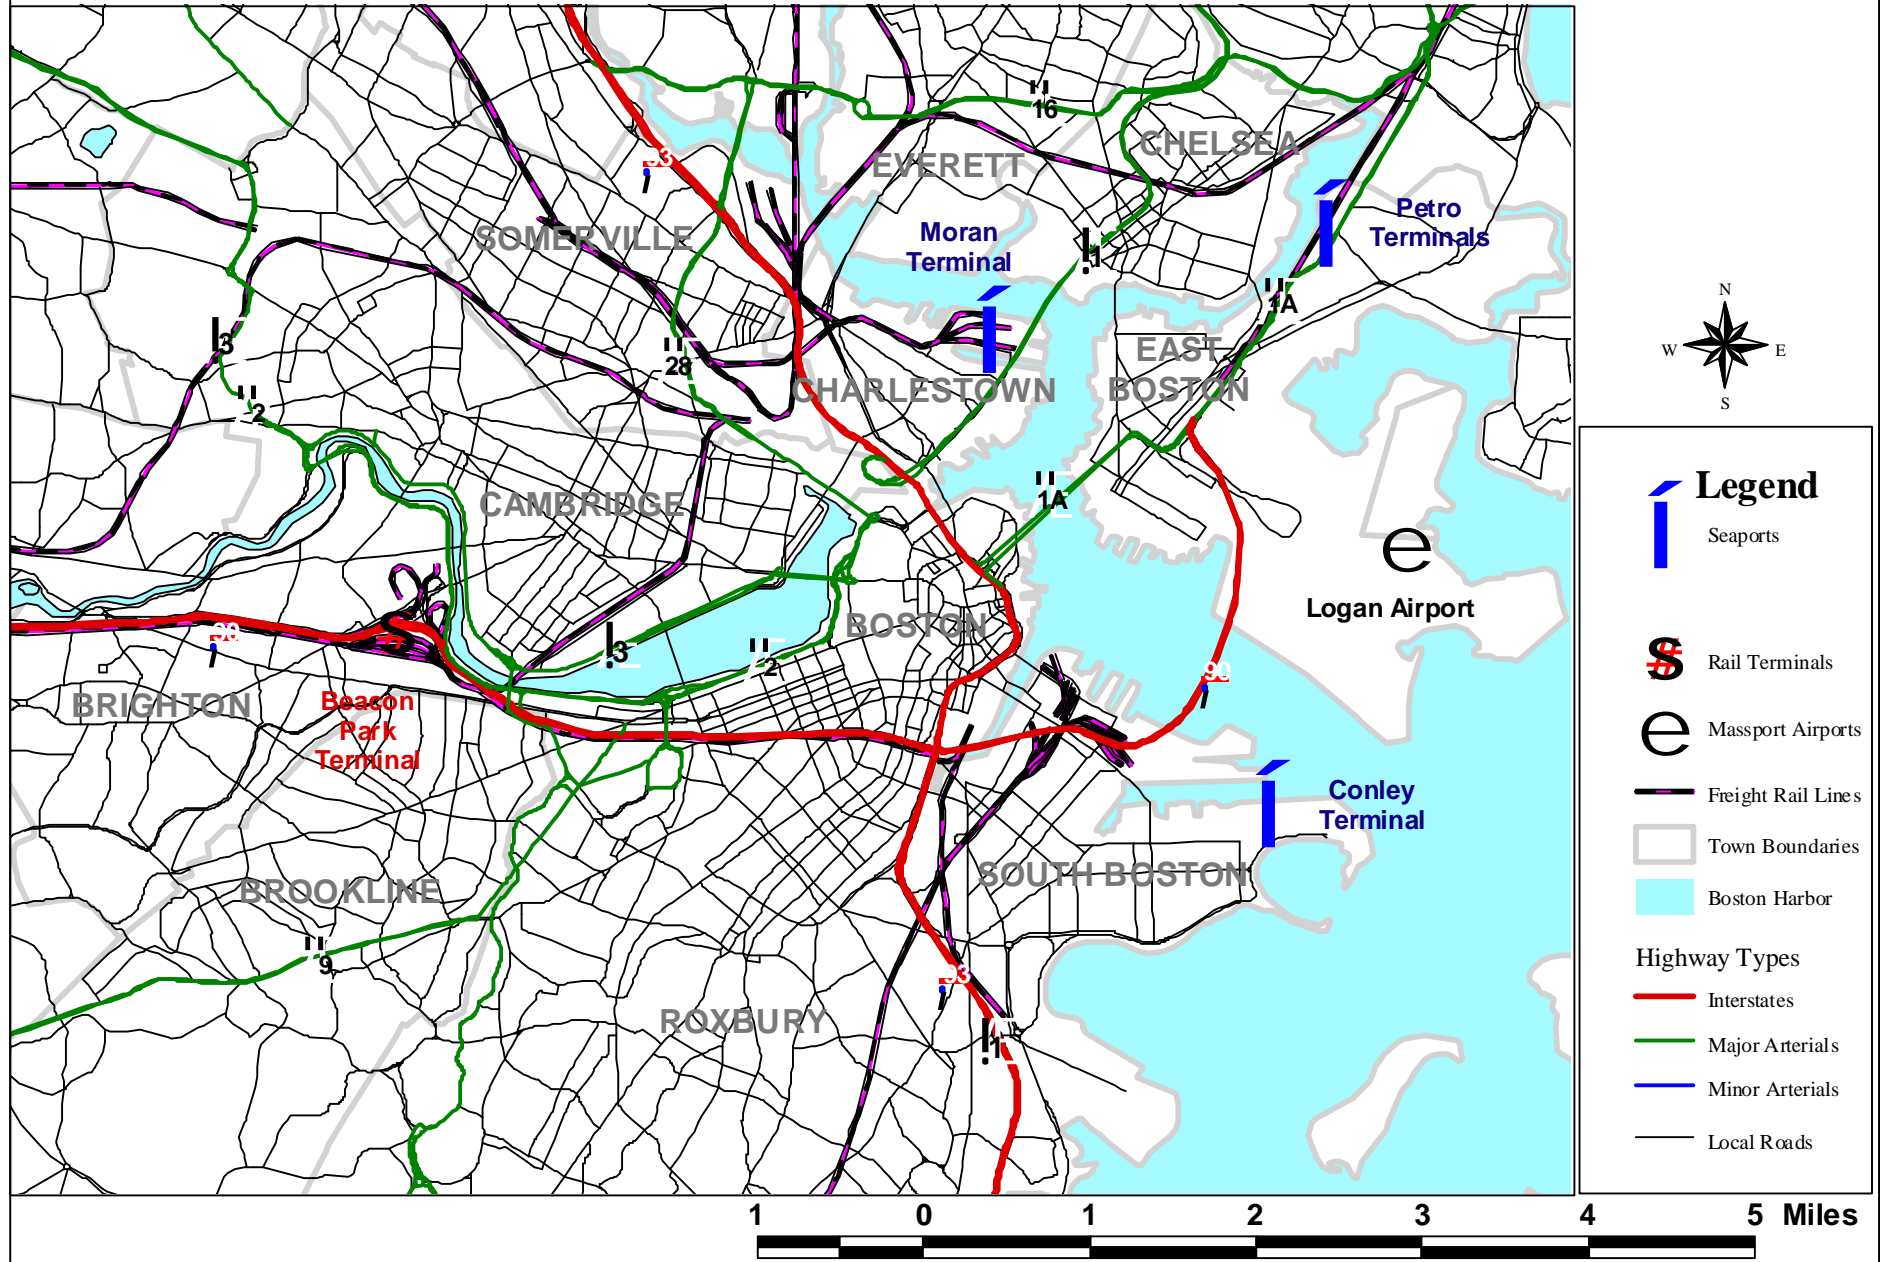 16
CHELSEA
93
EVERETT
Petro
Terminals
SOMERVILLE
Moran
Terminal
1
1A
N
W
E
S
3
28
EAST
BOSTON
CHARLESTOWN
2
Legend
Seaports
CAMBRIDGE
1A
e
Logan Airport
BOSTON
90
3
2
S
#
Rail Terminals
90
BRIGHTON
Beacon
Park
Terminal
e
Massport Airports
Conley
Terminal
Freight Rail Lines
Town Boundaries
SOUTH BOSTON
BROOKLINE
Boston Harbor
9
93
Highway Types
Interstates
ROXBURY
1
Major Arterials
Minor Arterials
Local Roads
1 0 1 2 3 4 5 Miles